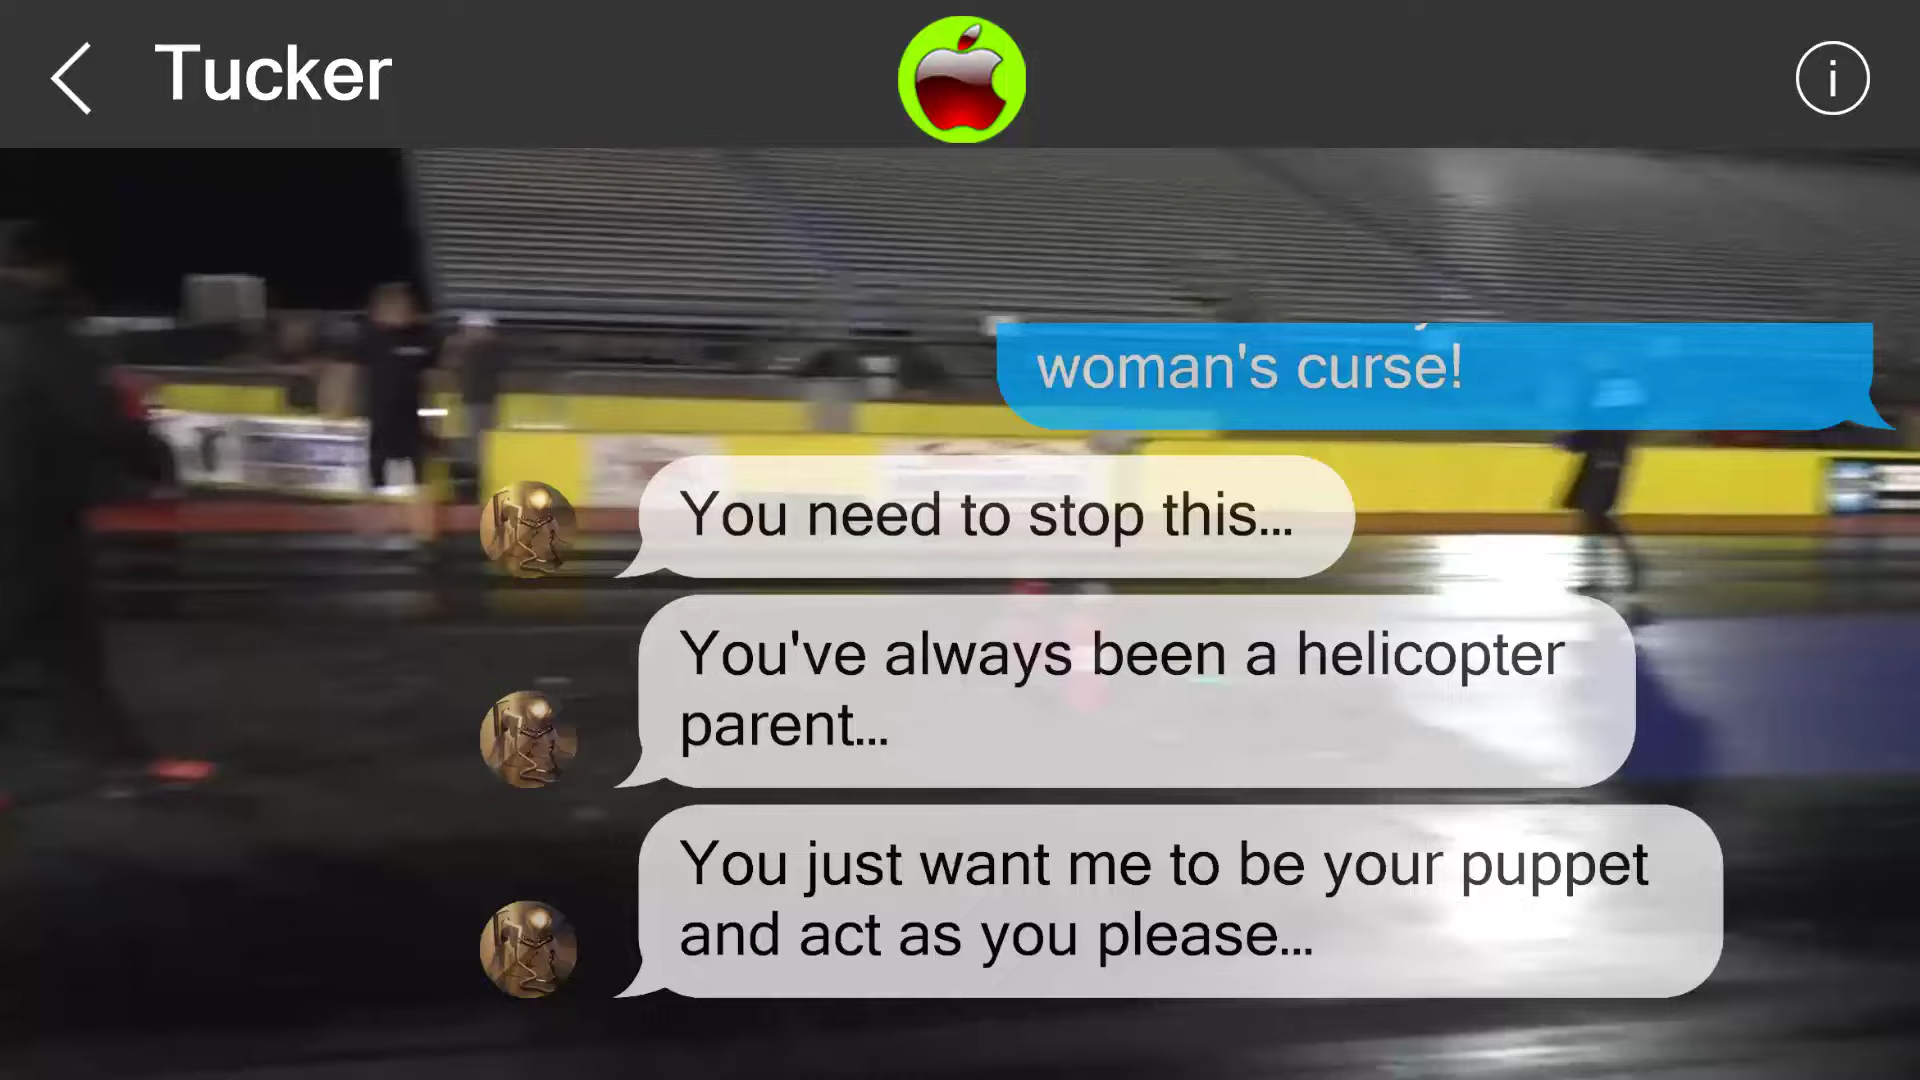 Tucker
woman's curse!
You need to stop this...
You've always been a helicopter
parent...
You just want me to be your puppet
and act as you please...